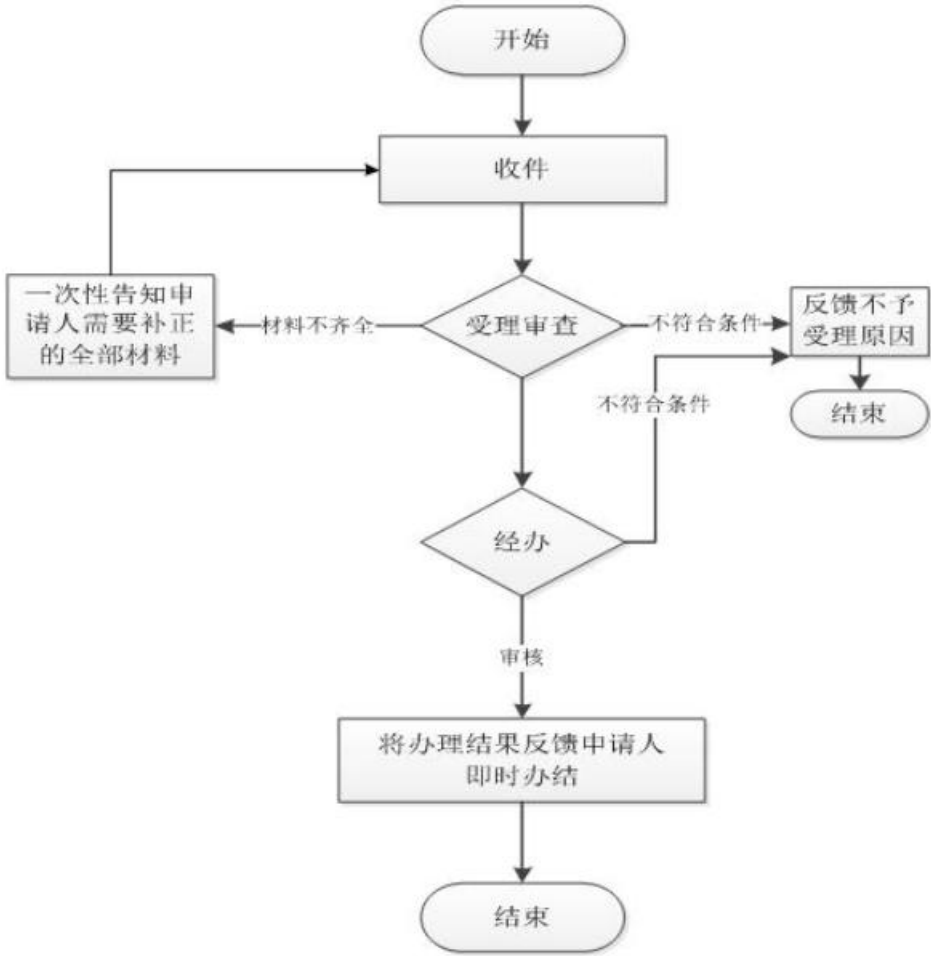 开始
收件
一次性告知申
请人需要补正
的全部材料
材料不齐全
受理审查
不符合条件
反馈不予
受理原因
不符合条件
结束
经办
审核
将办理结果反馈申请人
即时办结
结束